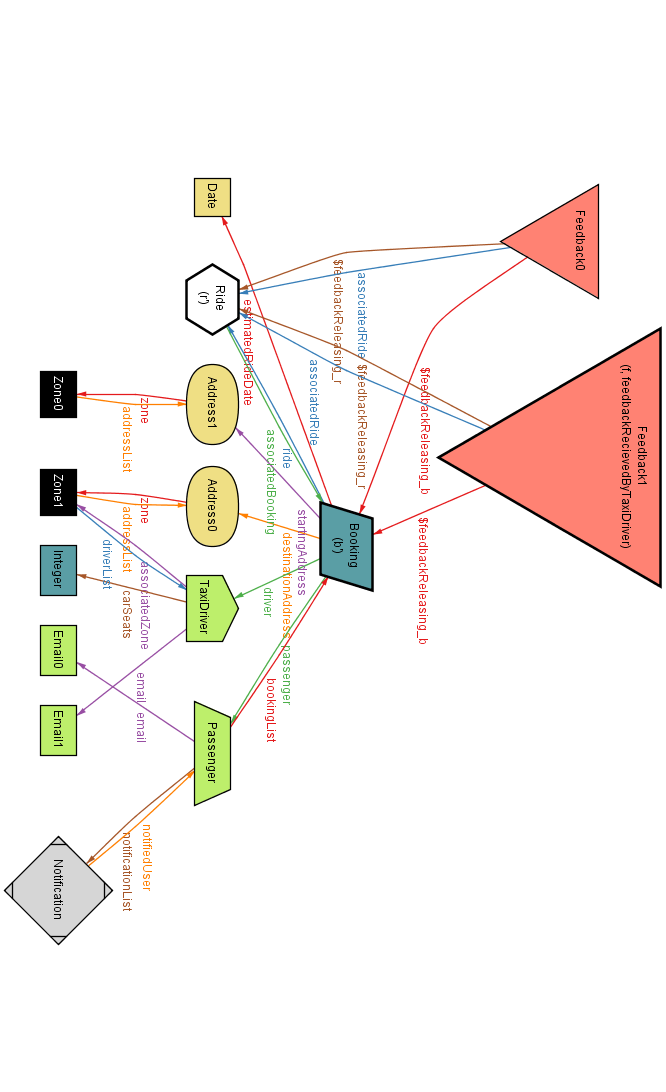 Feedback0
Feedback1
(f, feedbackRecievedByTaxiDriver)
$feedbackReleasing_r
associatedRide
$feedbackReleasing_r
$feedbackReleasing_b
$feedbackReleasing_b
Booking
(b')
estimatedRideDate
associatedRide
ride
associatedBooking
startingAddress
destinationAddress
driver
passenger
bookingList
Date
Ride
(r')
Address1
Address0
TaxiDriver
Passenger
zone
addressList
zone
addressList
driverList
associatedZone
carSeats
email
email
notifiedUser
notificationList
Zone0
Zone1
Integer
Email0
Email1
Notification